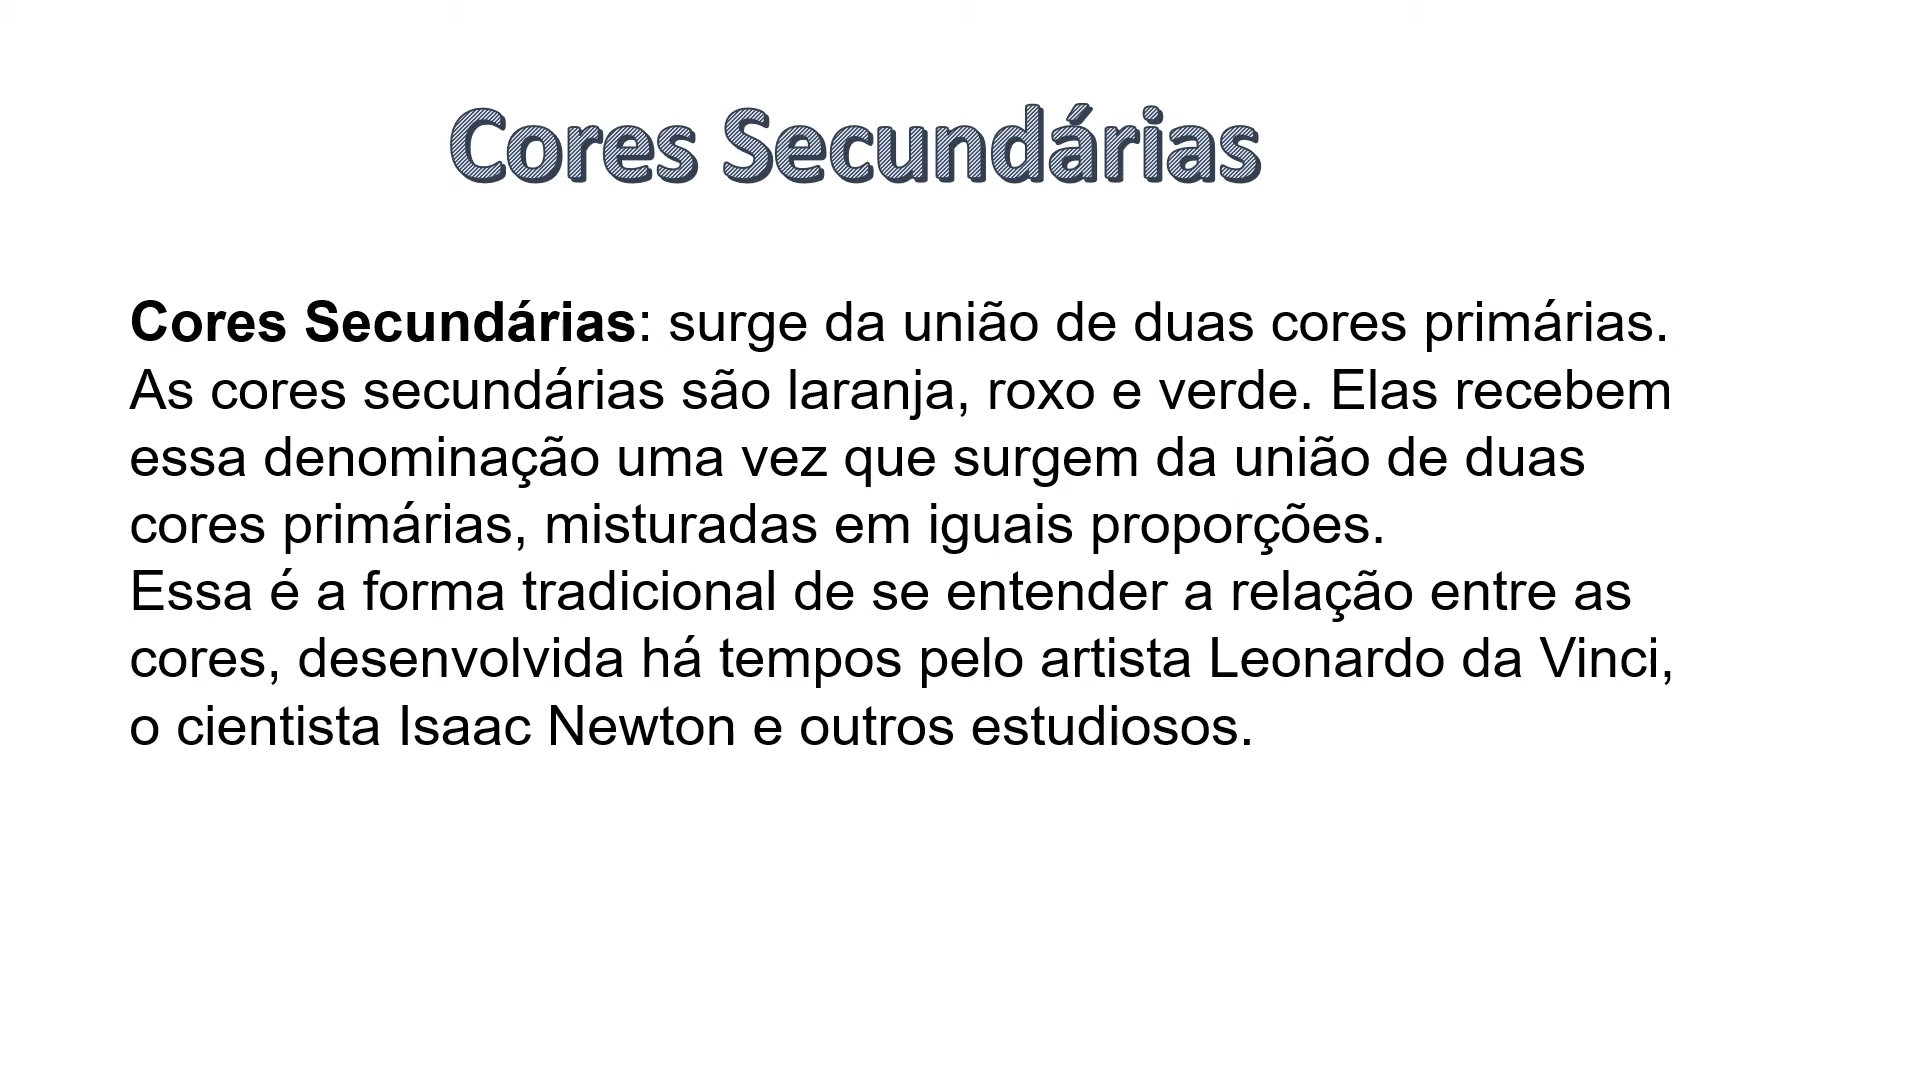 Cores Secundárias
Cores Secundárias: surge da união de duas cores primárias.
As cores secundárias são laranja, roxo e verde. Elas recebem
essa denominação uma vez que surgem da união de duas
cores primárias, misturadas em iguais proporções.
Essa é a forma tradicional de se entender a relação entre as
cores, desenvolvida há tempos pelo artista Leonardo da Vinci,
o cientista Isaac Newton e outros estudiosos.